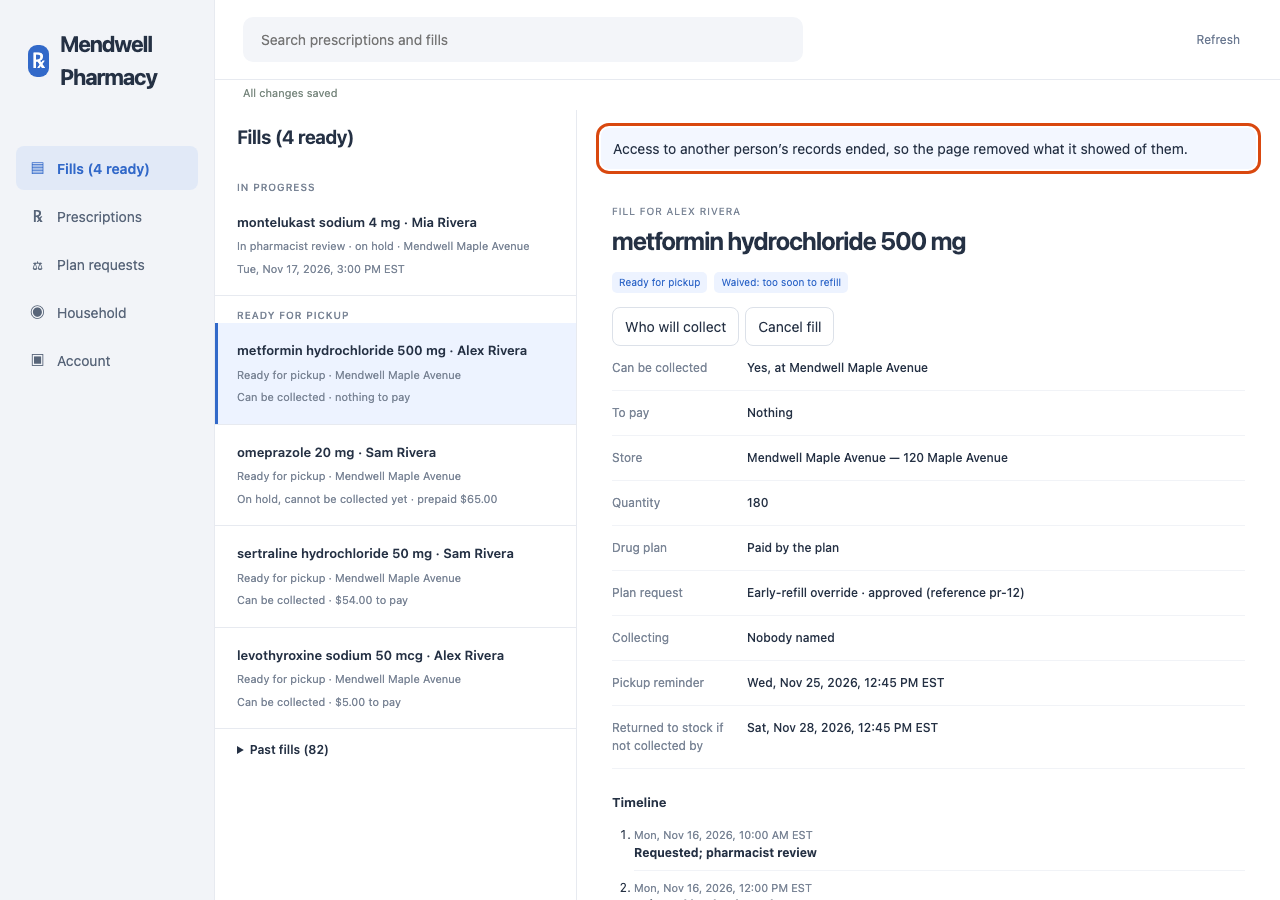 Mendwell
Pharmacy
Fills (4 ready)
Prescriptions
Plan requests
Household
Account
Search prescriptions and fills
Refresh
All changes saved
Fills (4 ready)
IN PROGRESS
montelukast sodium 4 mg · Mia Rivera
In pharmacist review · on hold · Mendwell Maple Avenue
Tue, Nov 17, 2026, 3:00 PM EST
READY FOR PICKUP
metformin hydrochloride 500 mg · Alex Rivera
Ready for pickup · Mendwell Maple Avenue
Can be collected · nothing to pay
omeprazole 20 mg · Sam Rivera
Ready for pickup · Mendwell Maple Avenue
On hold, cannot be collected yet · prepaid $65.00
sertraline hydrochloride 50 mg · Sam Rivera
Ready for pickup · Mendwell Maple Avenue
Can be collected · $54.00 to pay
levothyroxine sodium 50 mcg · Alex Rivera
Ready for pickup · Mendwell Maple Avenue
Can be collected · $5.00 to pay
Past fills (82)
Access to another person’s records ended, so the page removed what it showed of them.
FILL FOR ALEX RIVERA
metformin hydrochloride 500 mg
Ready for pickup Waived: too soon to refill
Who will collect Cancel fill
Can be collected Yes, at Mendwell Maple Avenue
To pay Nothing
Store Mendwell Maple Avenue — 120 Maple Avenue
Quantity 180
Drug plan Paid by the plan
Plan request Early-refill override · approved (reference pr-12)
Collecting Nobody named
Pickup reminder Wed, Nov 25, 2026, 12:45 PM EST
Returned to stock if Sat, Nov 28, 2026, 12:45 PM EST
not collected by
Timeline
1. Mon, Nov 16, 2026, 10:00 AM EST
Requested; pharmacist review
2. Mon, Nov 16, 2026, 12:00 PM EST